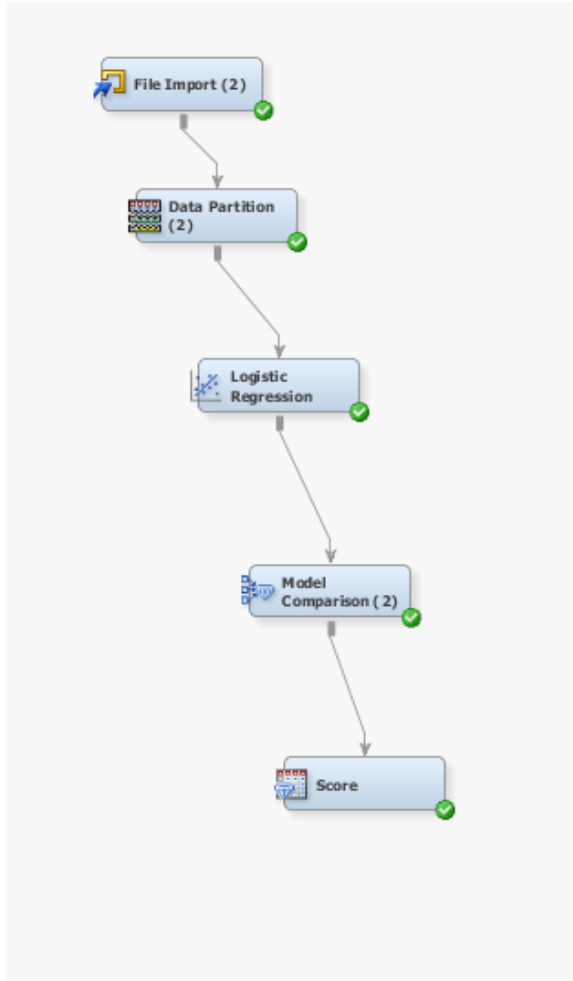 File Import (2)
Data Partition
(2)
Logistic
Regression
Model
Comparison (2)
Score